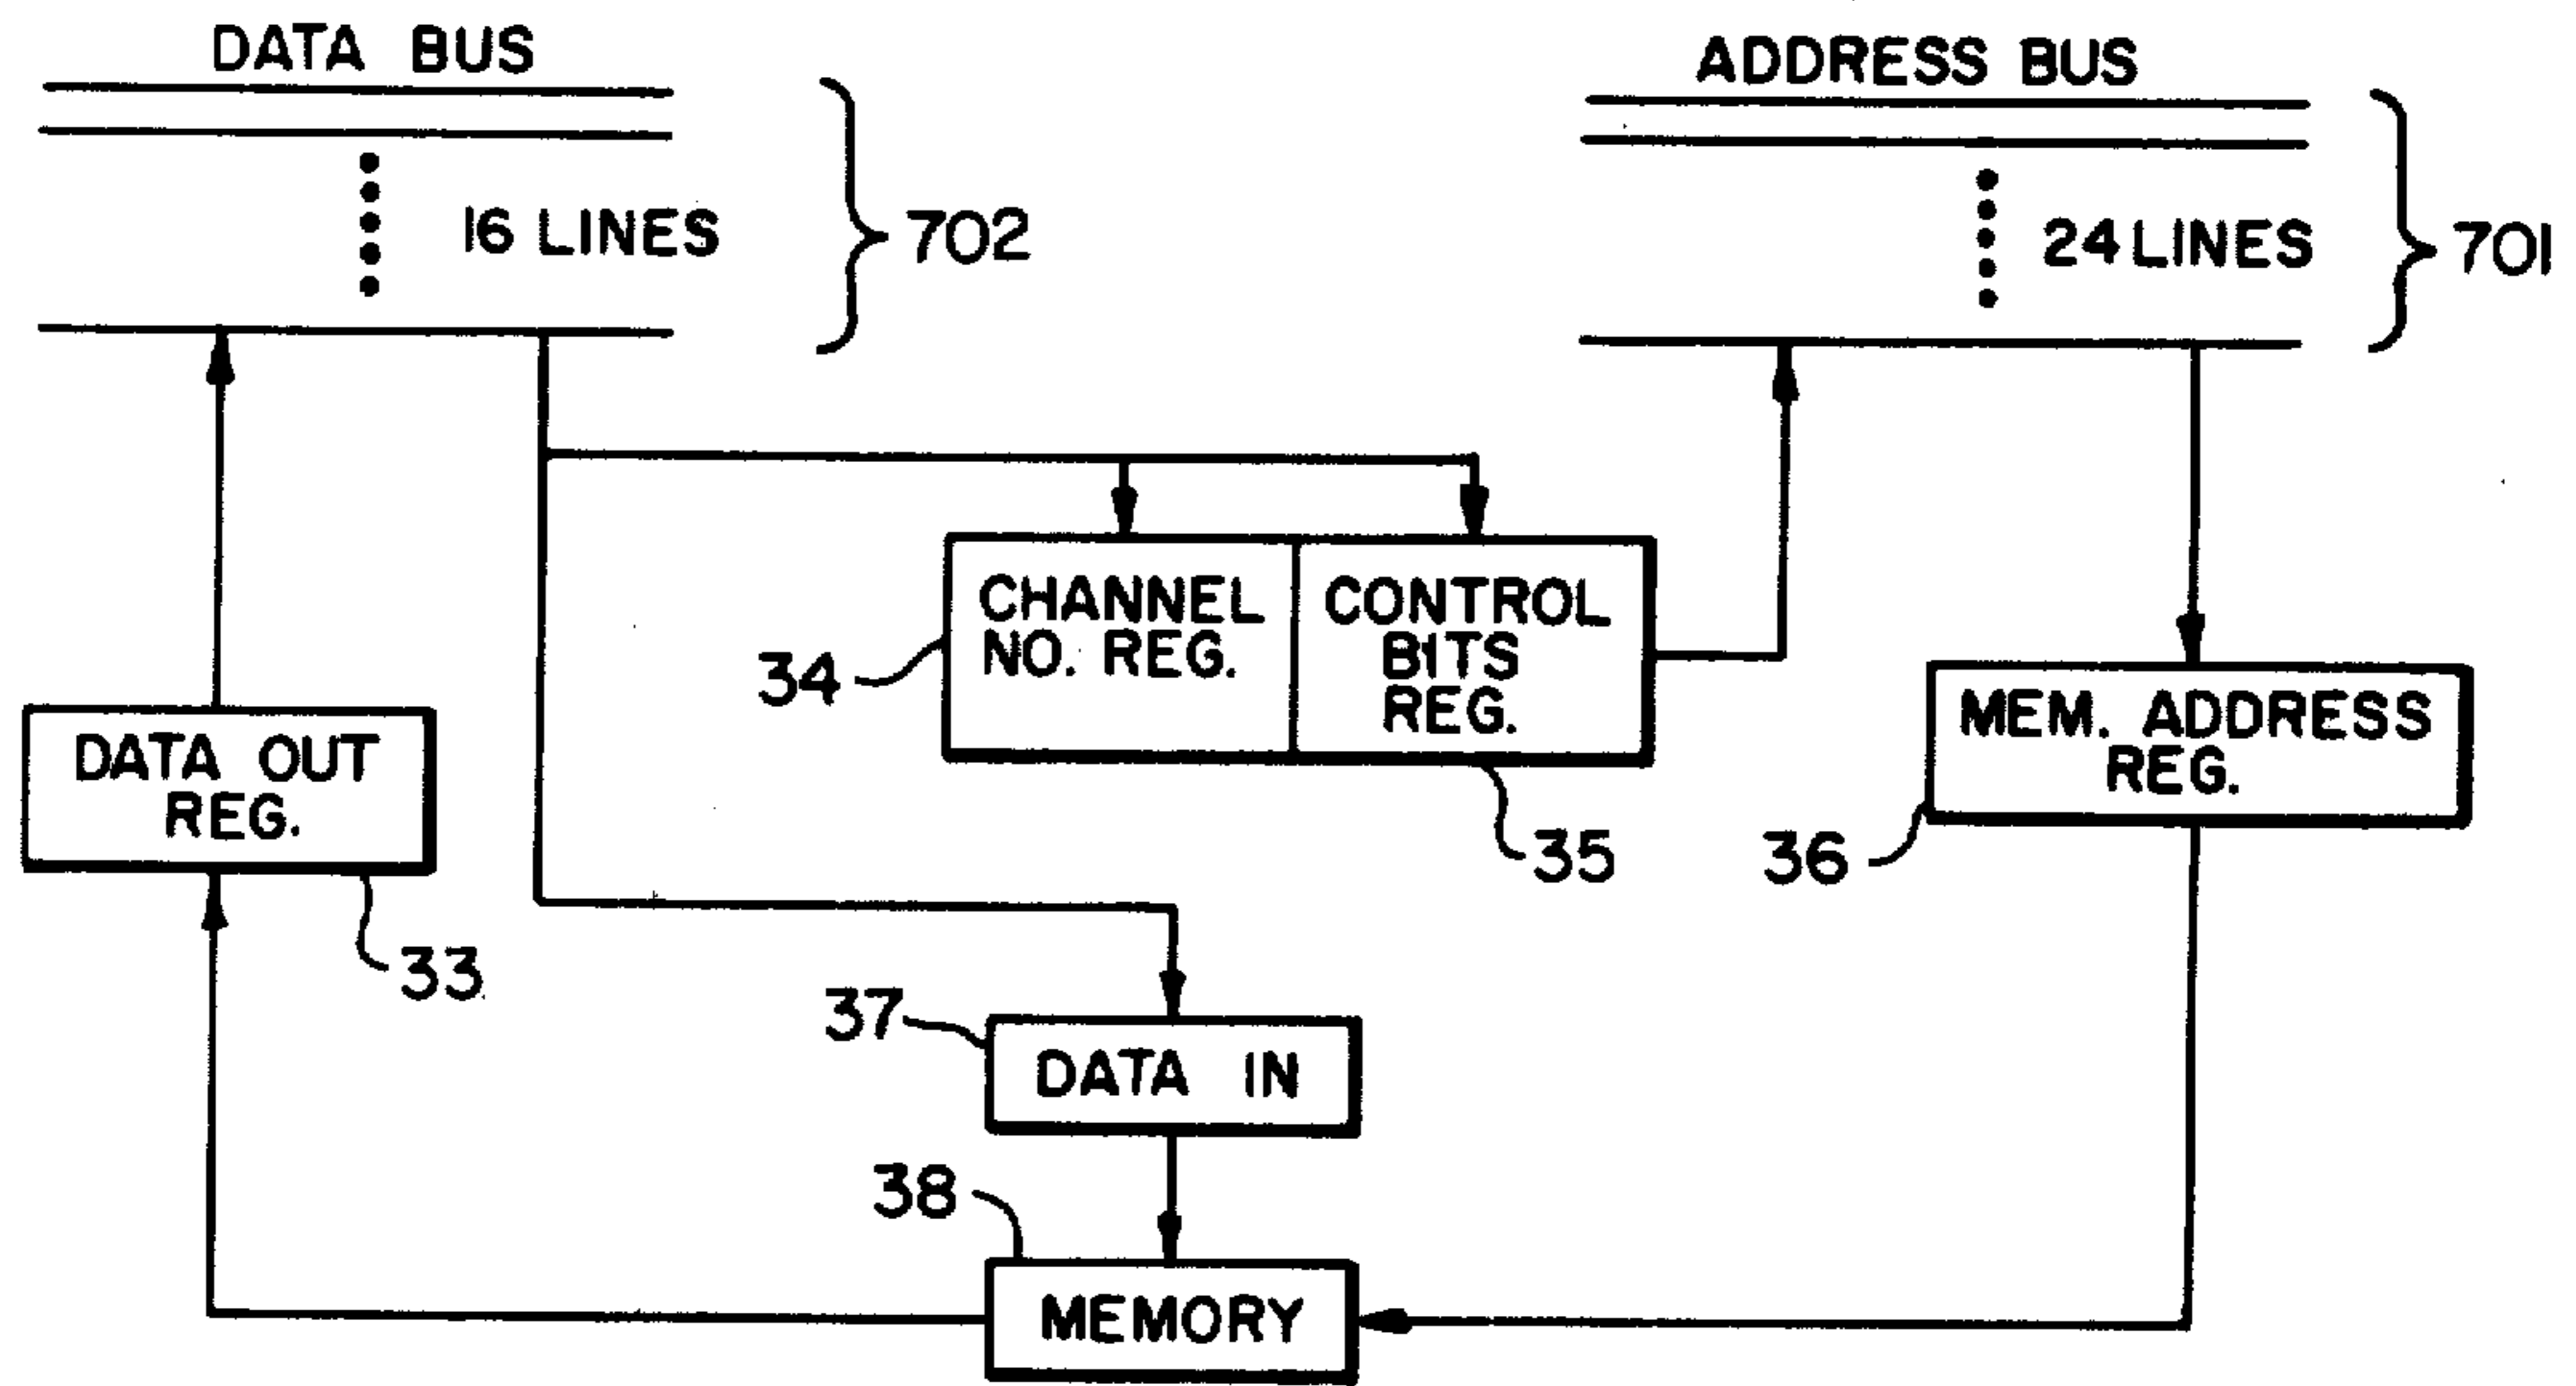 DATA BUS
16 LINES
702
ADDRESS BUS
24 LINES
701
CHANNEL
NO. REG.
34
CONTROL
BITS
REG.
35
MEM. ADDRESS
REG.
36
DATA OUT
REG.
33
37
DATA IN
38
MEMORY